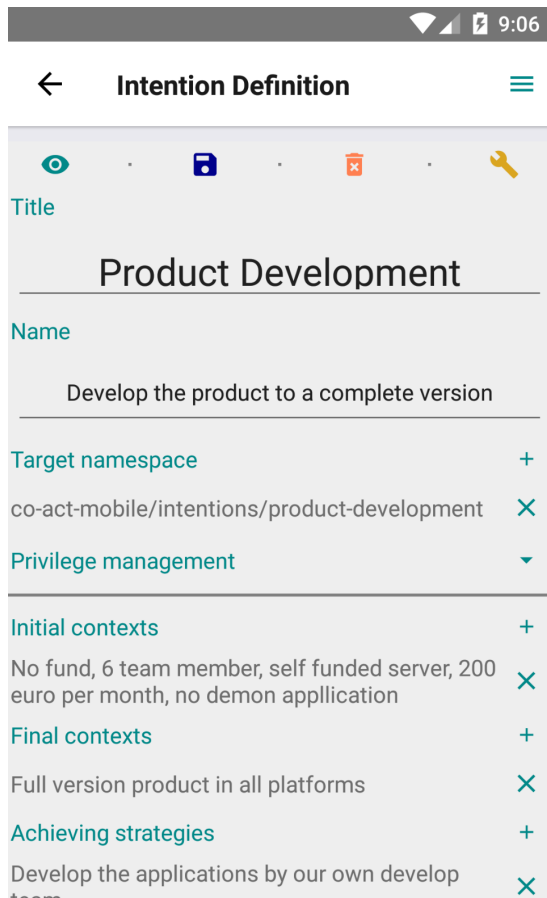 9:06
Intention Definition
Title
Product Development
Name
Develop the product to a complete version
Target namespace
co-act-mobile/intentions/product-development
Privilege management
Initial contexts
No fund, 6 team member, self funded server, 200
euro per month, no demon appllication
Final contexts
Full version product in all platforms
Achieving strategies
Develop the applications by our own develop
team